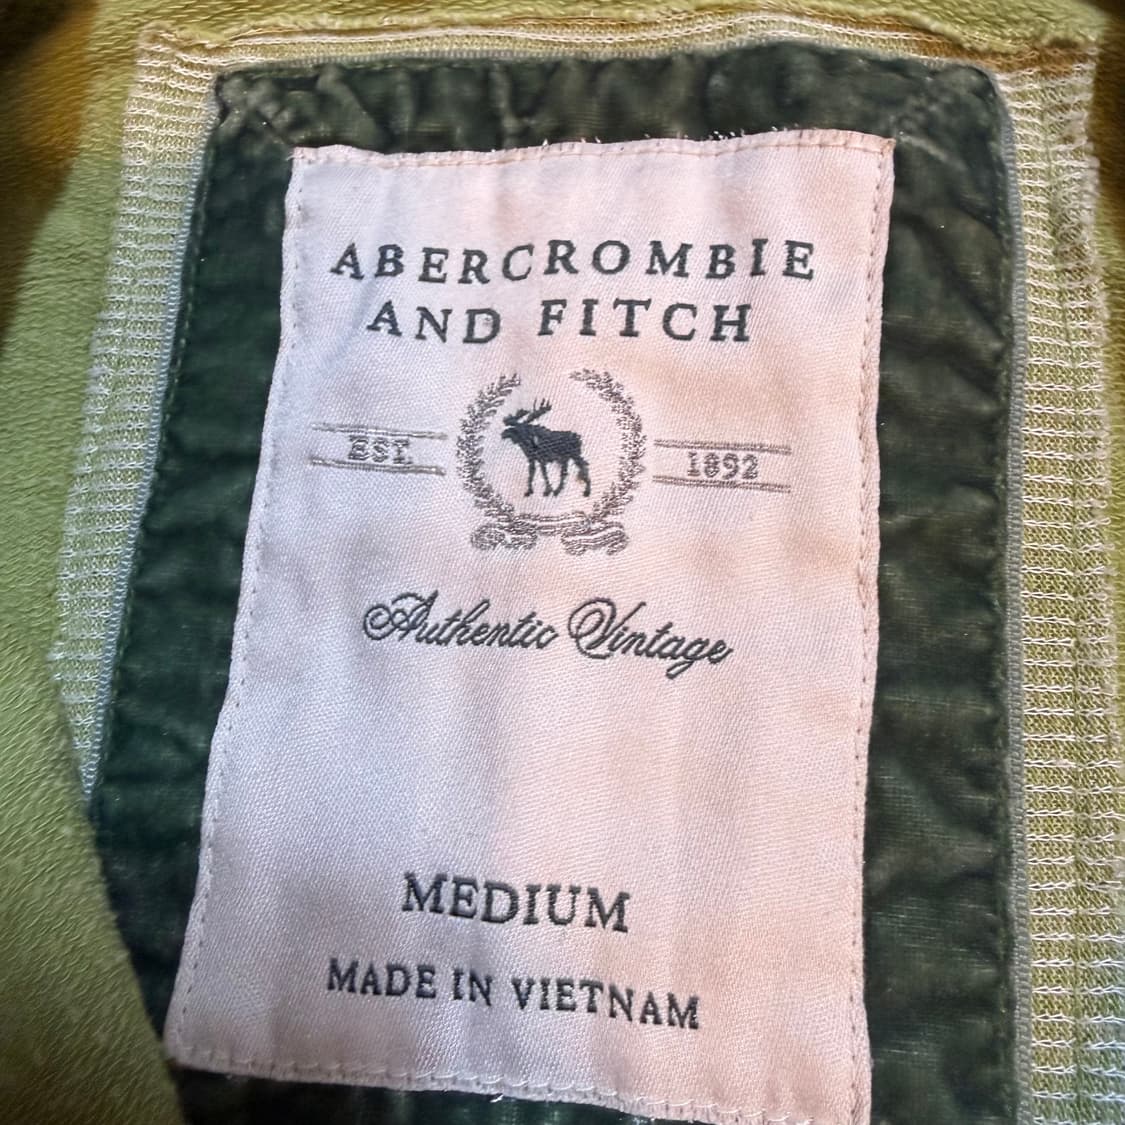 ABERCROMBIE
AND FITCH
EST. 1892
Authentic Vintage
MEDIUM
MADE IN VIETNAM